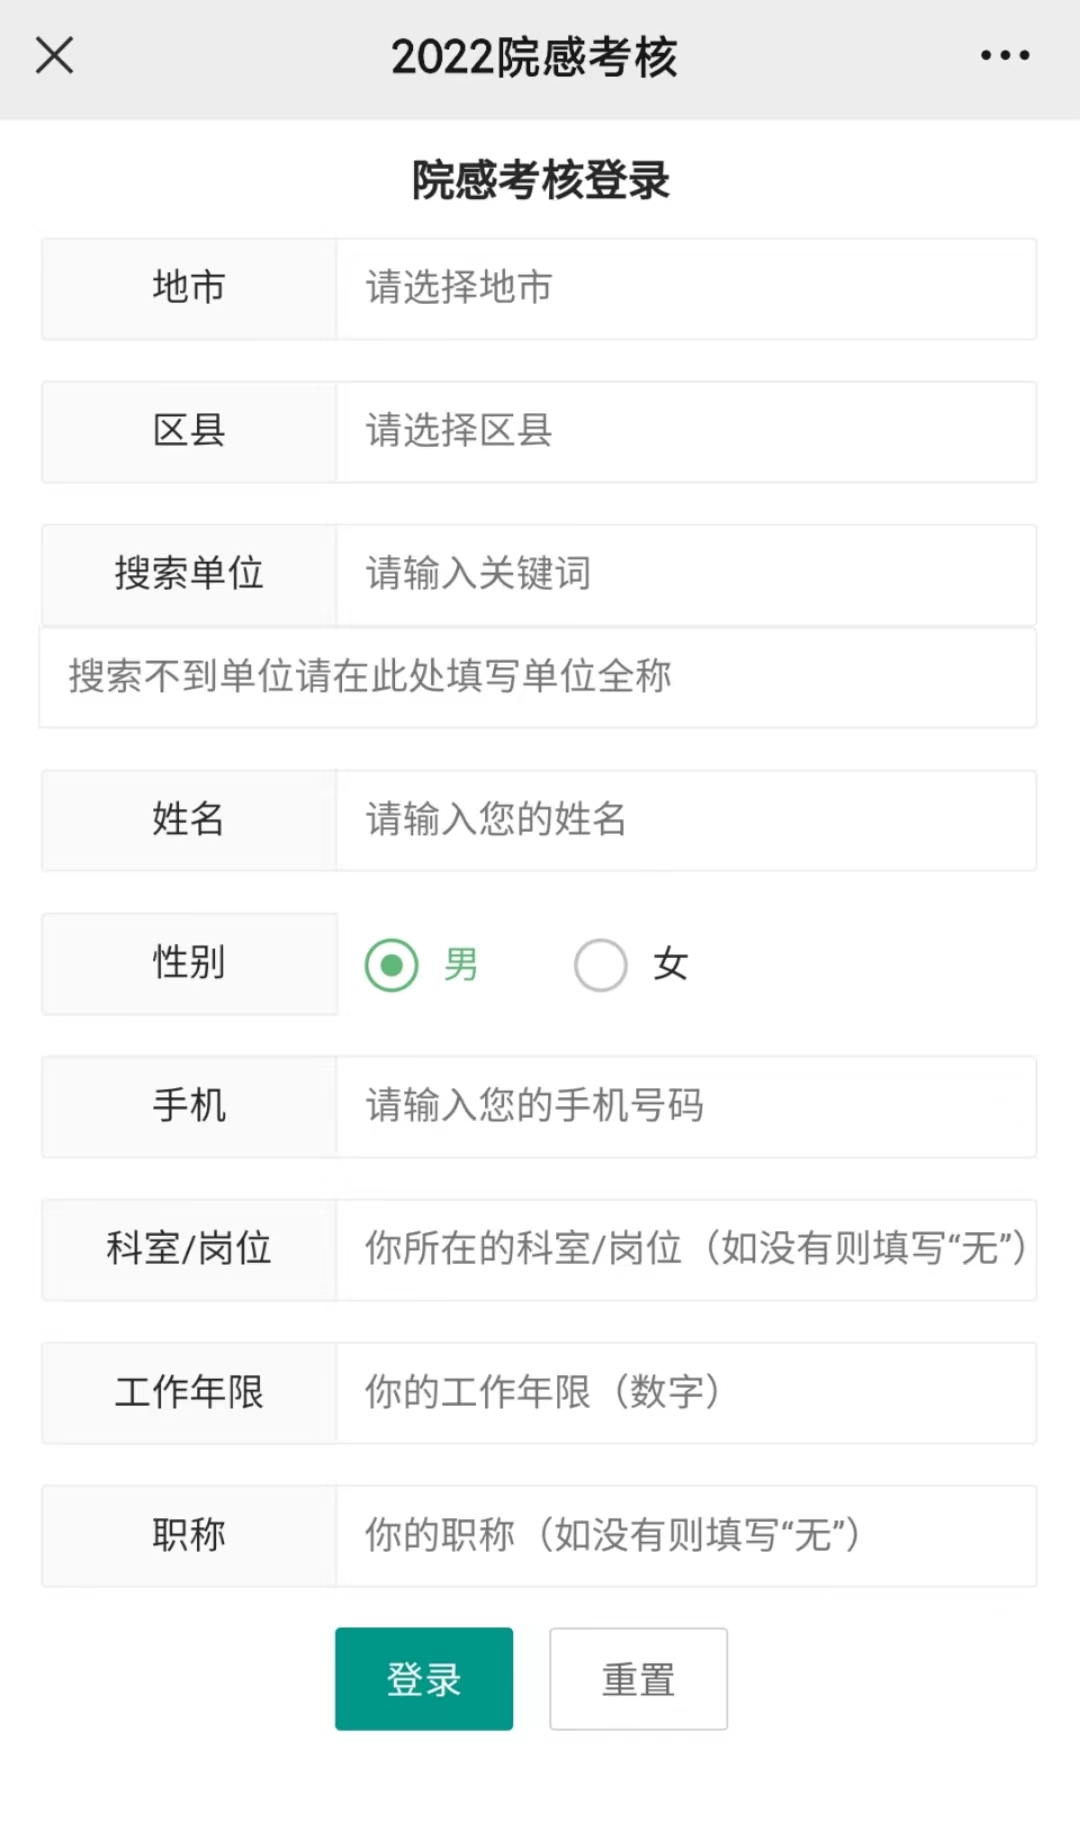 2022院感考核
院感考核登录
地市 请选择地市
区县 请选择区县
搜索单位 请输入关键词
搜索不到单位请在此处填写单位全称
姓名 请输入您的姓名
性别 男 女
手机 请输入您的手机号码
科室/岗位 你所在的科室/岗位（如没有则填写“无”）
工作年限 你的工作年限（数字）
职称 你的职称（如没有则填写“无”）
登录 重置